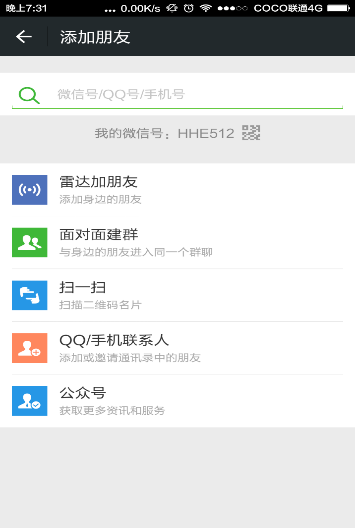 晚上7:31 ... 0.00K/s COCO联通4G
添加朋友
微信号/QQ号/手机号
我的微信号：HHE512
雷达加朋友
添加身边的朋友
面对面建群
与身边的朋友进入同一个群聊
扫一扫
扫描二维码名片
QQ/手机联系人
添加或邀请通讯录中的朋友
公众号
获取更多资讯和服务